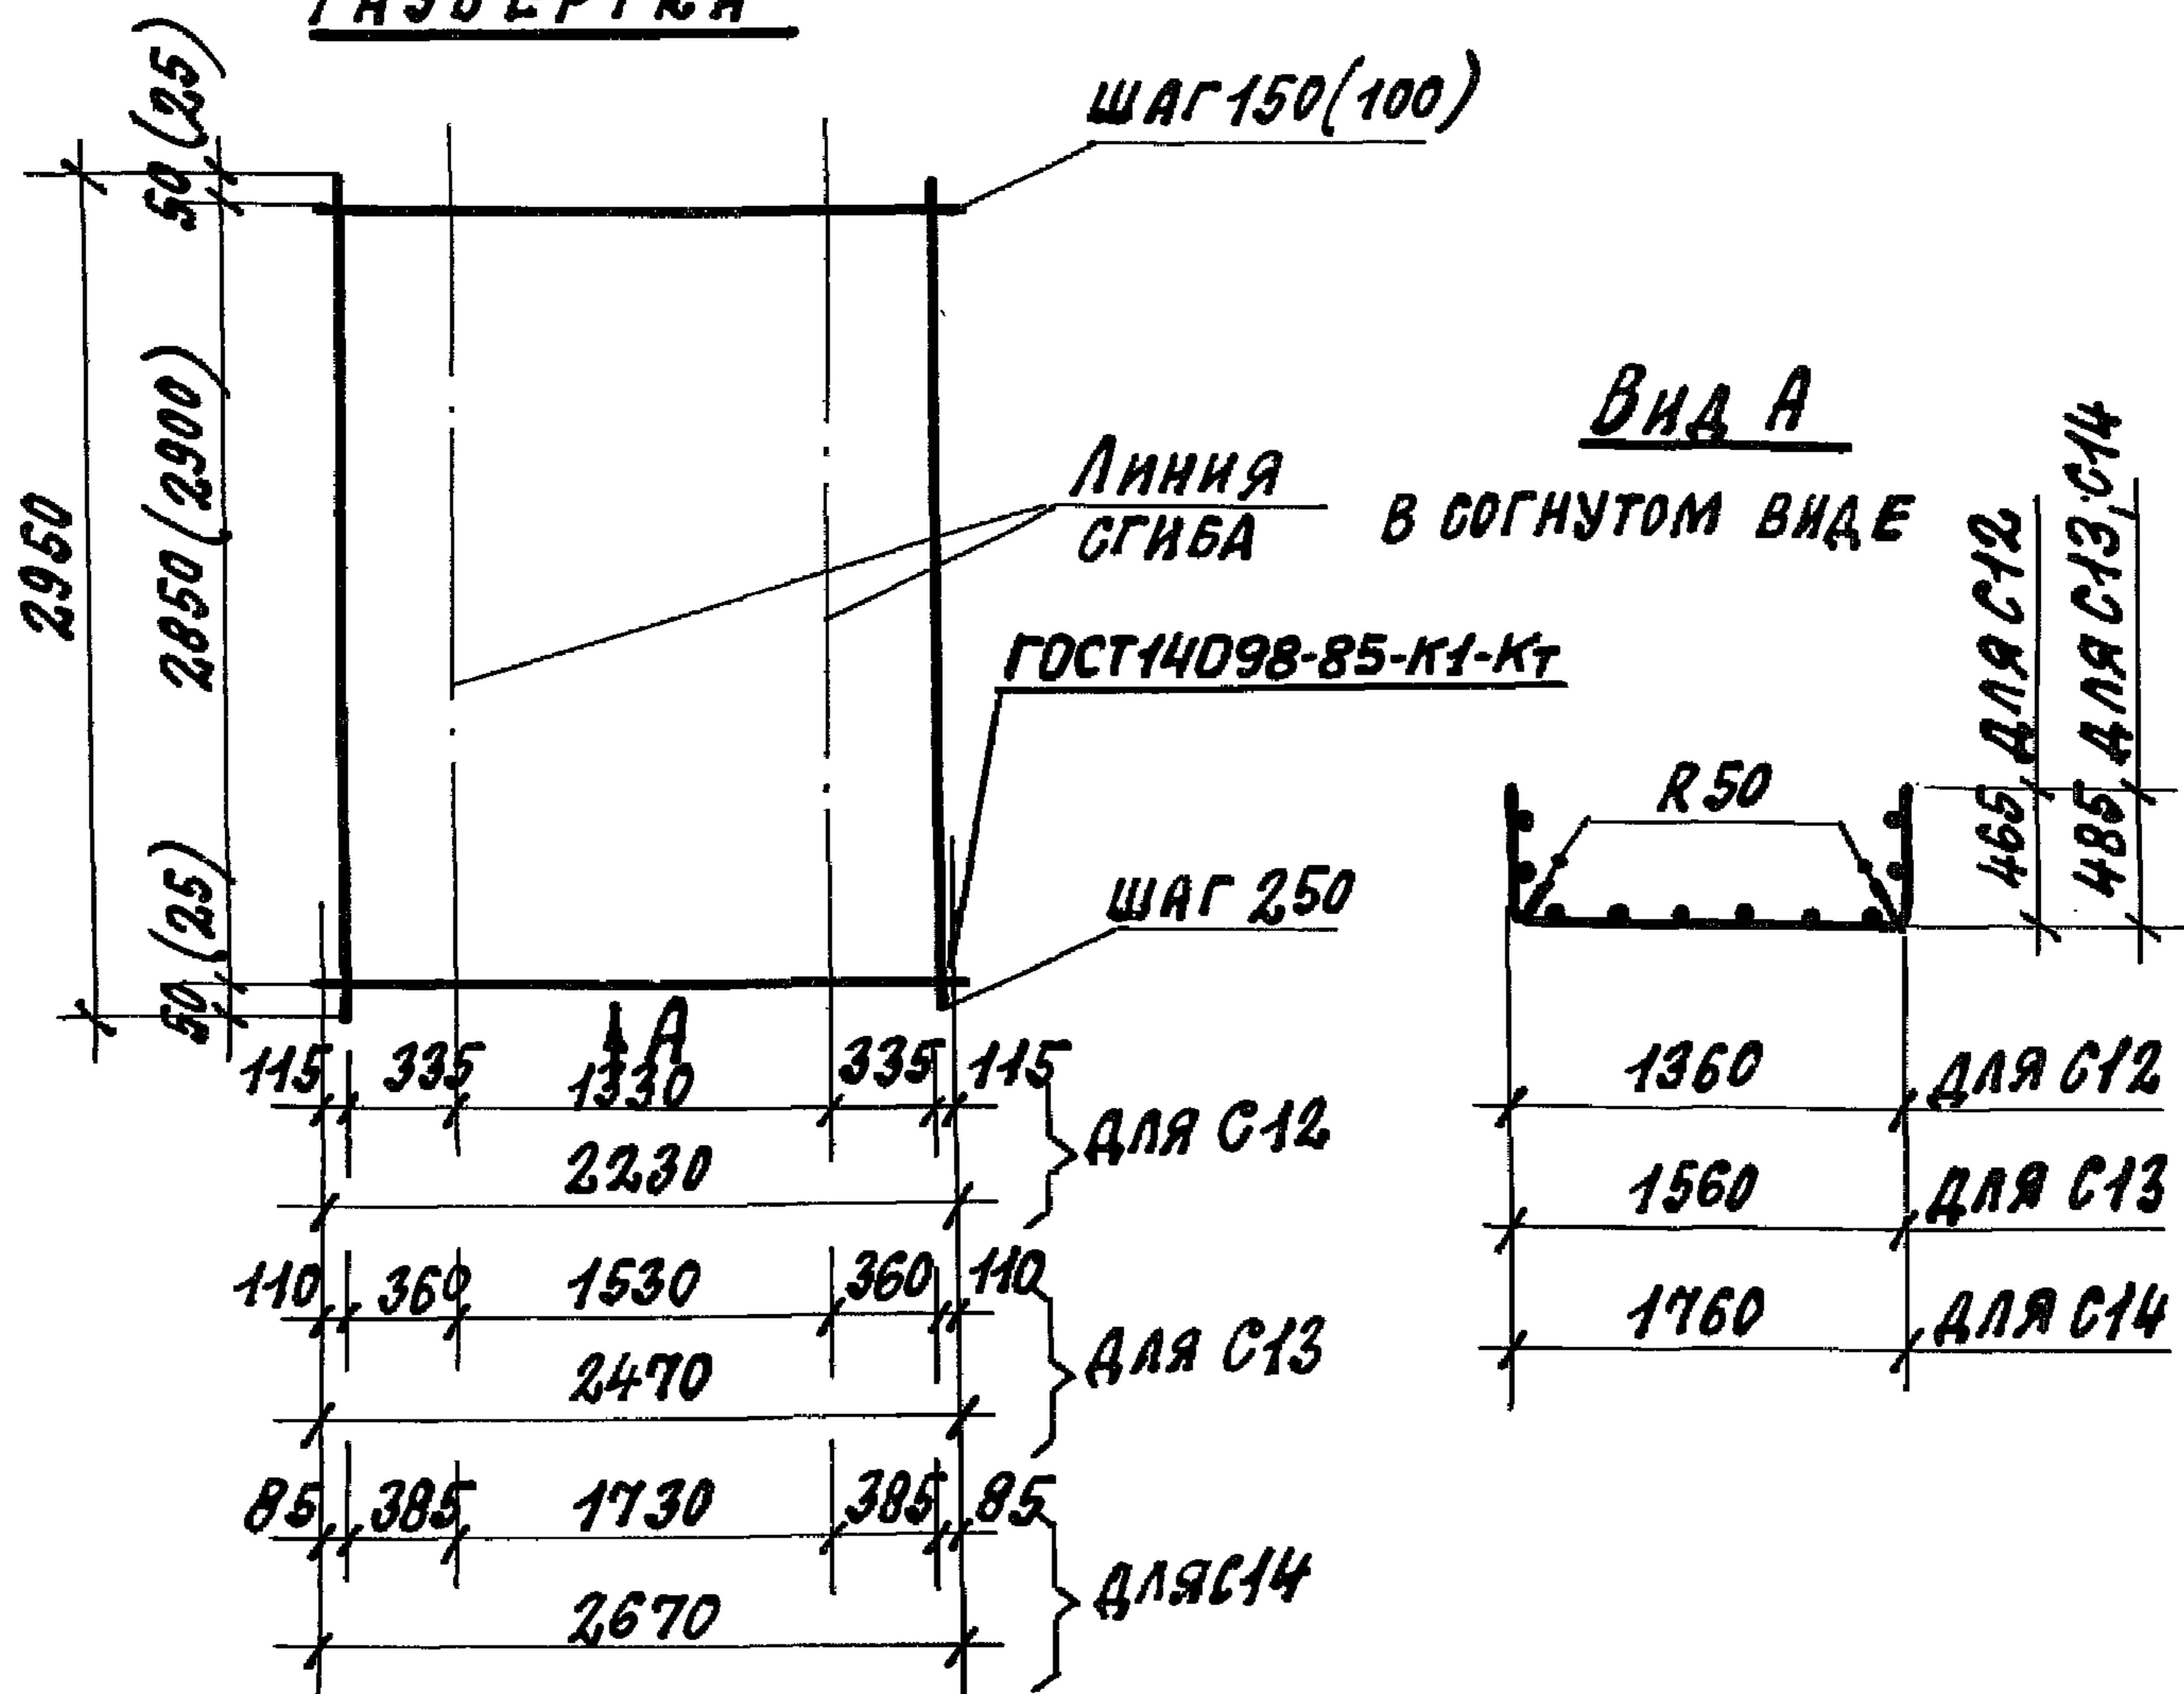 РАЗВЕРТКА
ШАГ 150(100)
50 (25)
2850 (2900)
2950
50 (25)
ЛИНИЯ
СГИБА
ГОСТ14098-85-К1-Кт
ШАГ 250
А
115 335 1330 335 115
2230
ДЛЯ С12
110 360 1530 360 110
2470
ДЛЯ С13
85 385 1730 385 85
2670
ДЛЯ С14
Вид А
В СОГНУТОМ ВИДЕ
R50
465, ДЛЯ С12
485, ДЛЯ С13, С14
1360 ДЛЯ С12
1560 ДЛЯ С13
1760 ДЛЯ С14